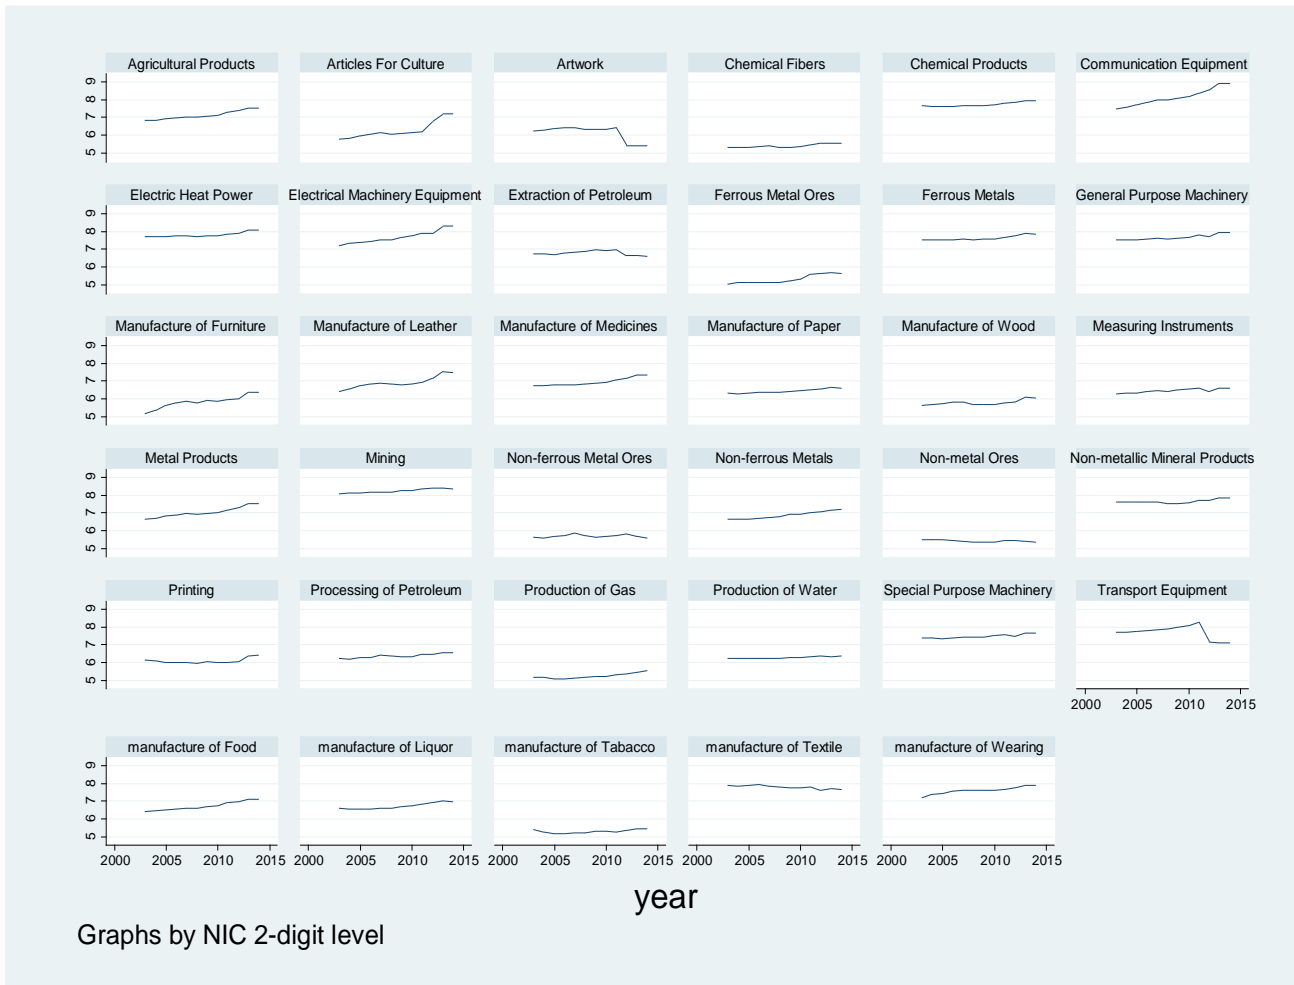 Agricultural Products
Articles For Culture
Artwork
Chemical Fibers
Chemical Products
Communication Equipment
9
8
7
6
5
Electric Heat Power
Electrical Machinery Equipment
Extraction of Petroleum
Ferrous Metal Ores
Ferrous Metals
General Purpose Machinery
9
8
7
6
5
Manufacture of Furniture
Manufacture of Leather
Manufacture of Medicines
Manufacture of Paper
Manufacture of Wood
Measuring Instruments
9
8
7
6
5
Metal Products
Mining
Non-ferrous Metal Ores
Non-ferrous Metals
Non-metal Ores
Non-metallic Mineral Products
9
8
7
6
5
Printing
Processing of Petroleum
Production of Gas
Production of Water
Special Purpose Machinery
Transport Equipment
9
8
7
6
5
2000 2005 2010 2015
manufacture of Food
manufacture of Liquor
manufacture of Tabacco
manufacture of Textile
manufacture of Wearing
9
8
7
6
5
2000 2005 2010 2015
2000 2005 2010 2015
2000 2005 2010 2015
2000 2005 2010 2015
2000 2005 2010 2015
year
Graphs by NIC 2-digit level